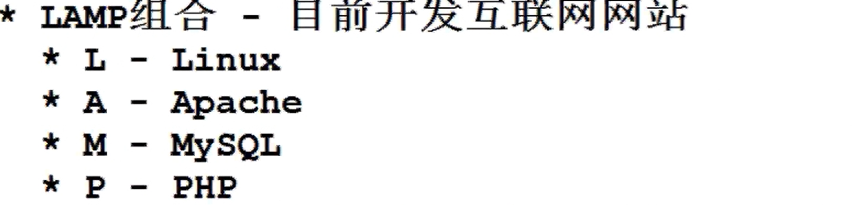 * LAMP组合 - 目前开发互联网网站
* L - Linux
* A - Apache
* M - MySQL
* P - PHP